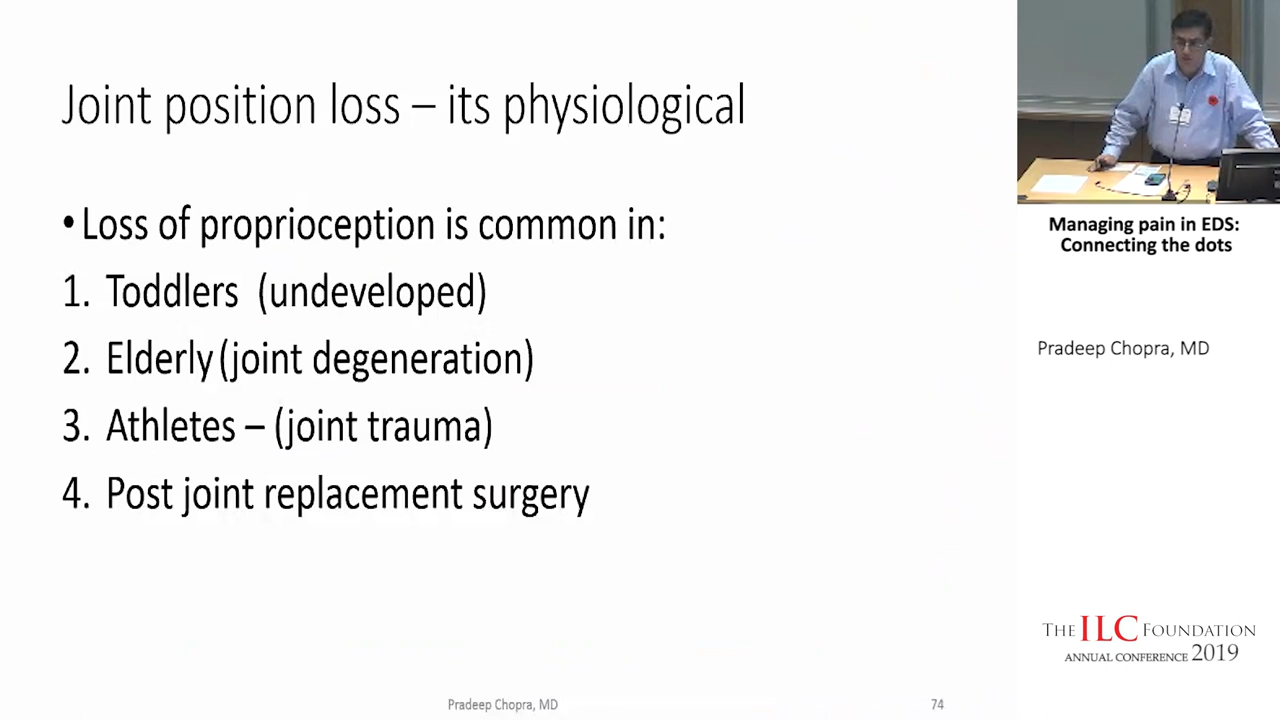 Joint position loss – its physiological
•Loss of proprioception is common in:
1. Toddlers (undeveloped)
2. Elderly (joint degeneration)
3. Athletes – (joint trauma)
4. Post joint replacement surgery
Pradeep Chopra, MD
74
Managing pain in EDS:
Connecting the dots
Pradeep Chopra, MD
THE ILC FOUNDATION
ANNUAL CONFERENCE 2019